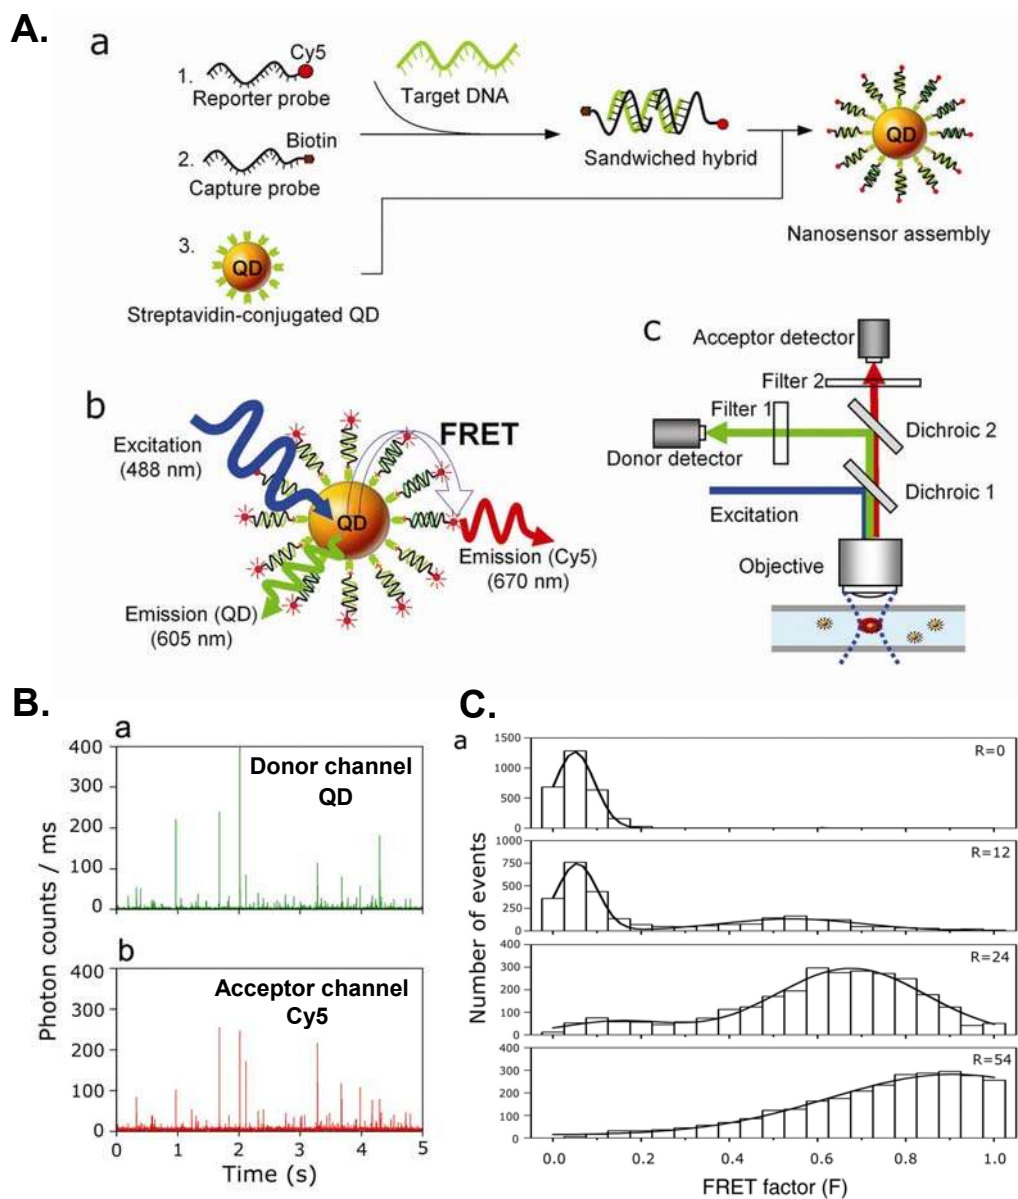 A.
a
1.
Cy5
Reporter probe
Target DNA
2.
Biotin
Capture probe
3.
QD
Streptavidin-conjugated QD
Sandwiched hybrid
QD
Nanosensor assembly
b
Excitation
(488 nm)
FRET
QD
Emission (Cy5)
(670 nm)
Emission (QD)
(605 nm)
c
Acceptor detector
Filter 2
Filter 1
Donor detector
Dichroic 2
Dichroic 1
Excitation
Objective
B.
a
Donor channel
QD
400
300
200
100
0
b
Acceptor channel
Cy5
400
300
200
100
0
0 1 2 3 4 5
Photon counts / ms
Time (s)
C.
a
R=0
1500
1000
500
0
R=12
1000
750
500
250
0
R=24
400
300
200
100
0
R=54
400
300
200
100
0
0.0 0.2 0.4 0.6 0.8 1.0
Number of events
FRET factor (F)